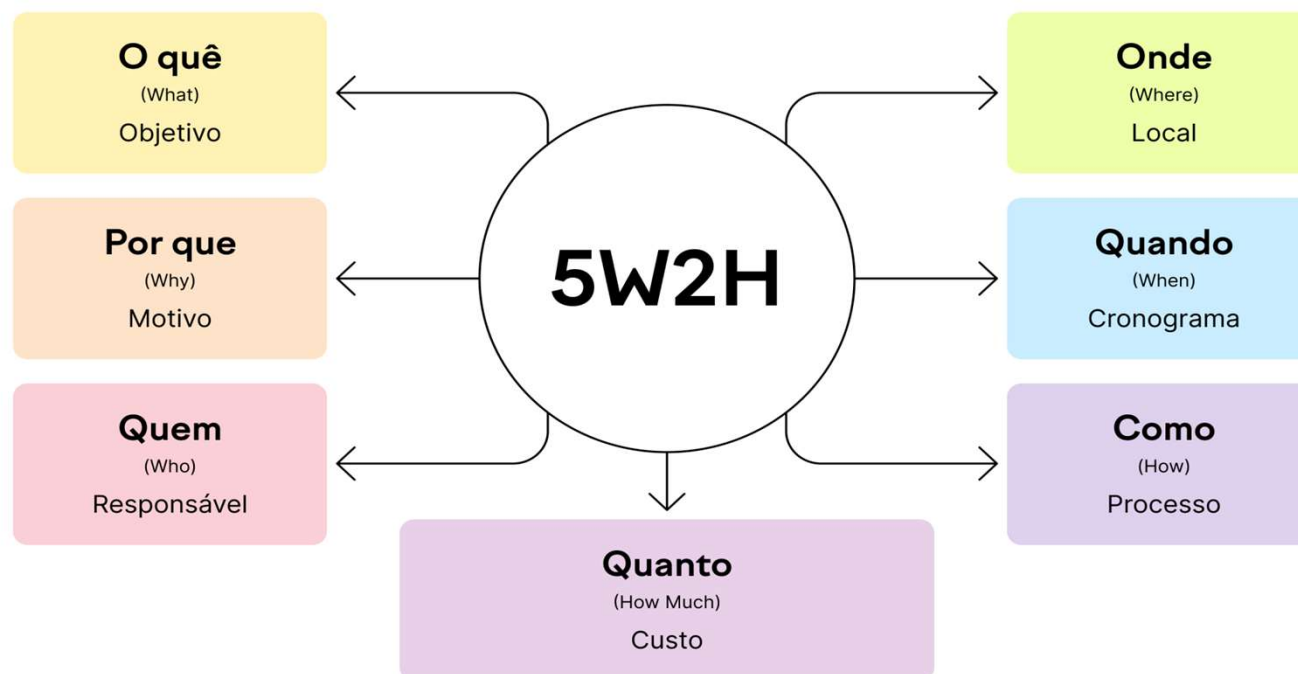 O quê
(What)
Objetivo
Por que
(Why)
Motivo
Quem
(Who)
Responsável
5W2H
Onde
(Where)
Local
Quando
(When)
Cronograma
Como
(How)
Processo
Quanto
(How Much)
Custo